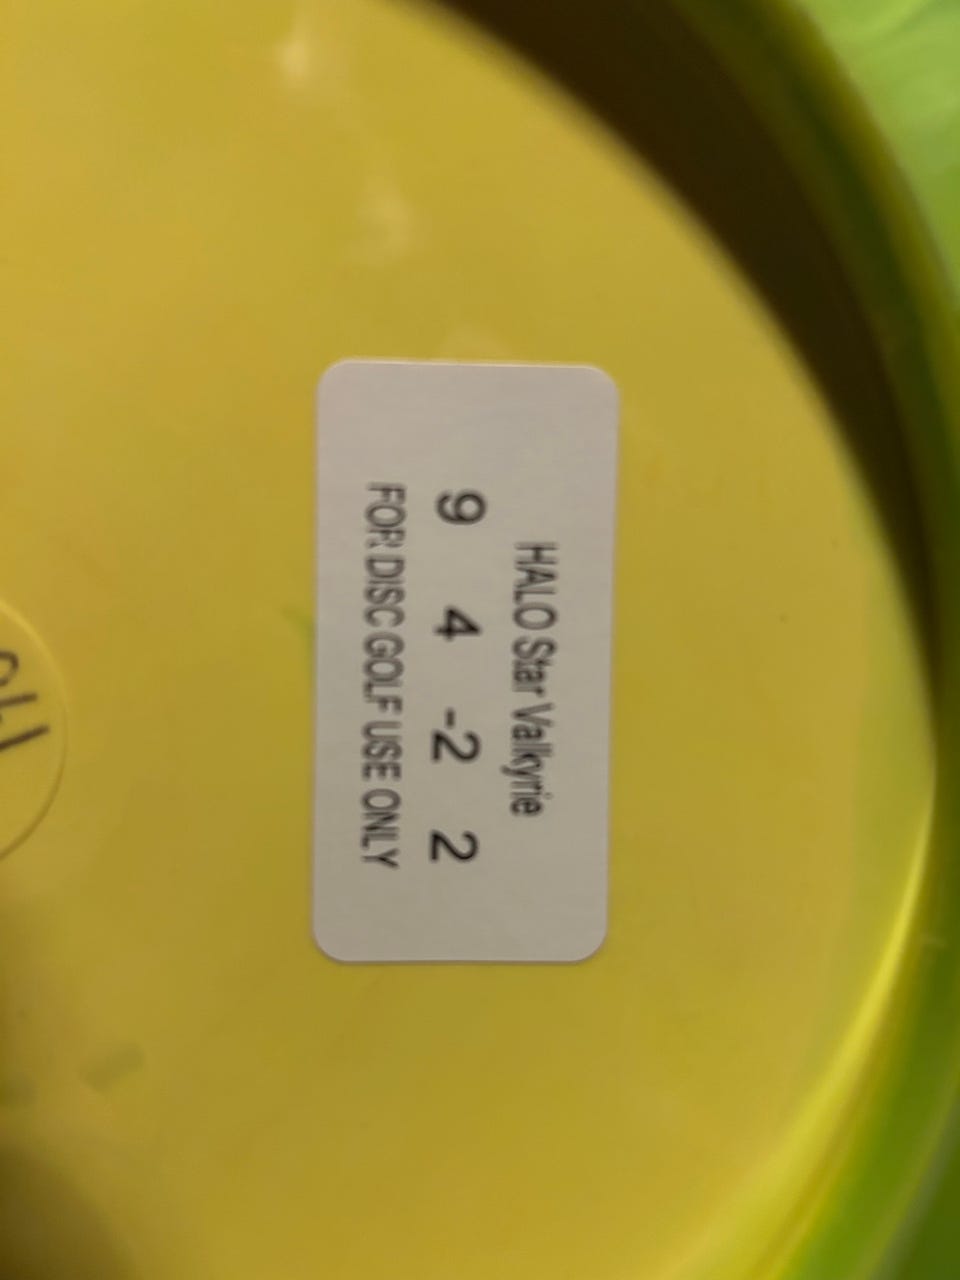 HALO Star Valkyrie
9 4 -2 2
FOR DISC GOLF USE ONLY